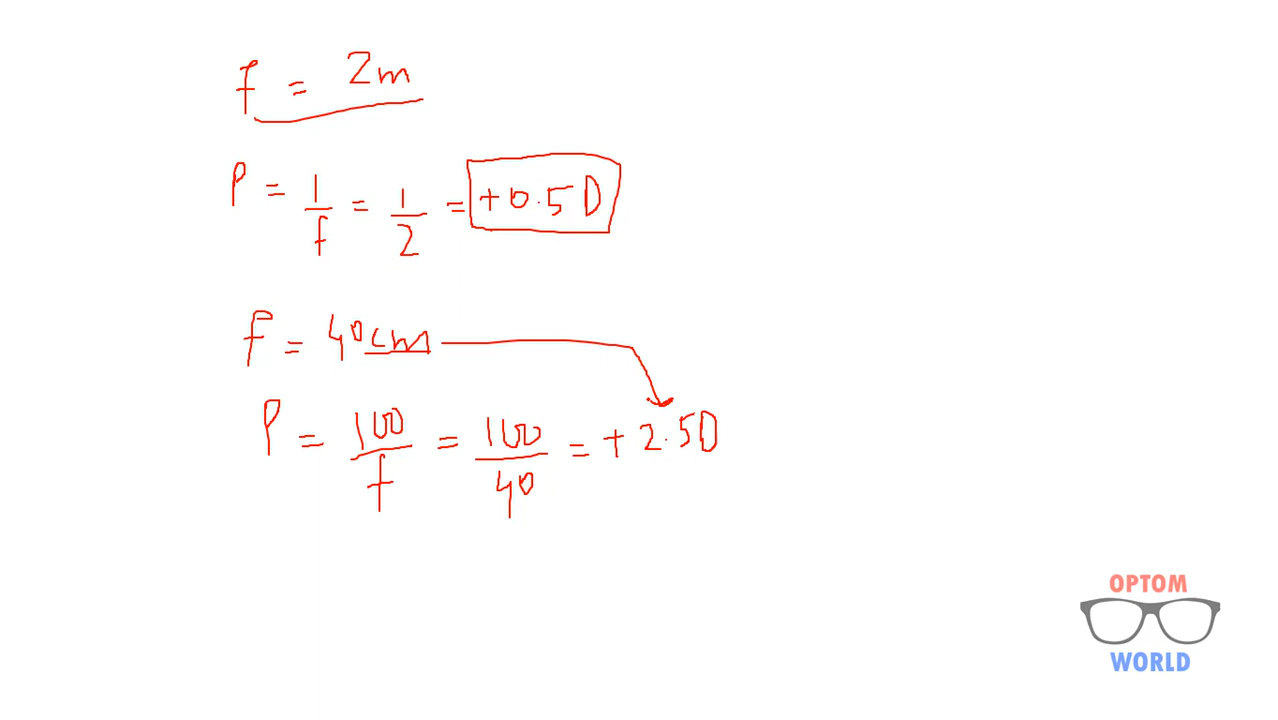 f = 2m
P = 1/f = 1/2 = +0.5D
f = 40cm
P = 100/f = 100/40 = +2.5D
OPTOM
WORLD